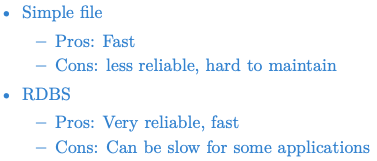 • Simple file
– Pros: Fast
– Cons: less reliable, hard to maintain
• RDBS
– Pros: Very reliable, fast
– Cons: Can be slow for some applications